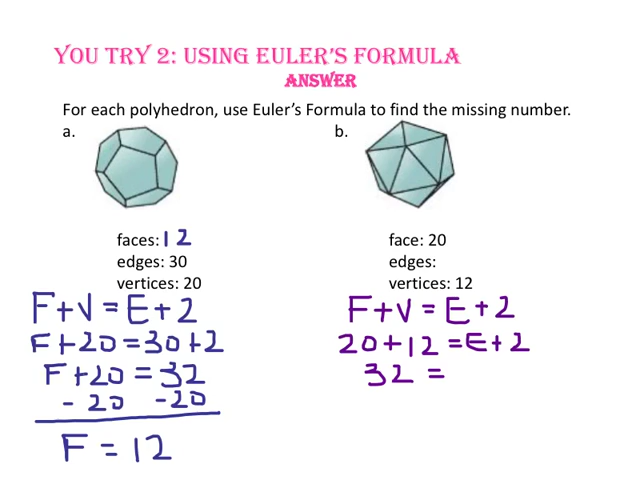 YOU TRY 2: USING EULER'S FORMULA
ANSWER
For each polyhedron, use Euler's Formula to find the missing number.
a.
b.
faces: 12
edges: 30
vertices: 20
F+V = E+2
F+20 = 30+2
F+20 = 32
-20 -20
F = 12
face: 20
edges:
vertices: 12
F+V = E+2
20+12 = E+2
32 =